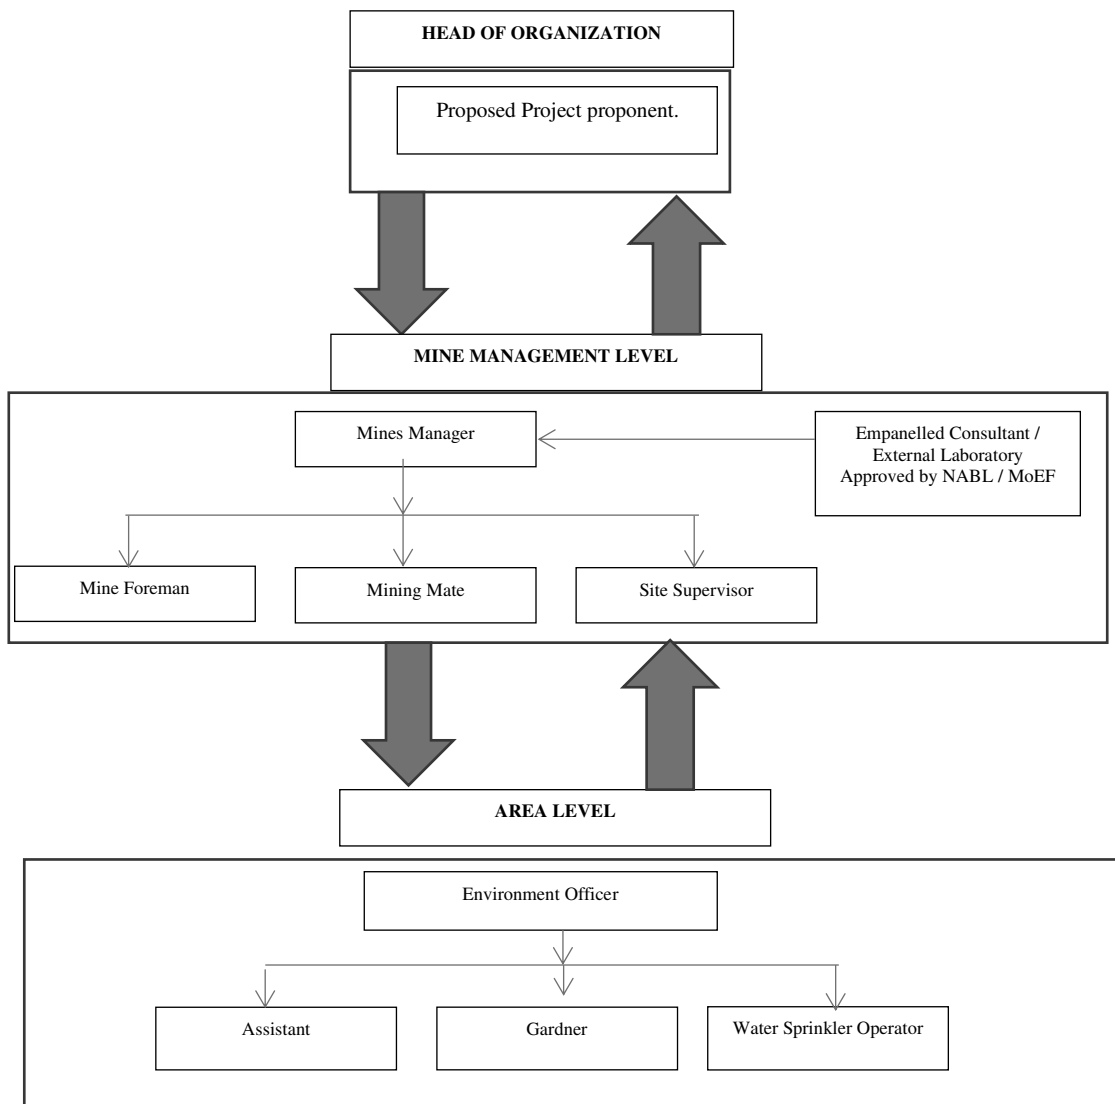 HEAD OF ORGANIZATION
Proposed Project proponent.
MINE MANAGEMENT LEVEL
Mines Manager
Empanelled Consultant /
External Laboratory
Approved by NABL / MoEF
Mine Foreman
Mining Mate
Site Supervisor
AREA LEVEL
Environment Officer
Assistant
Gardner
Water Sprinkler Operator